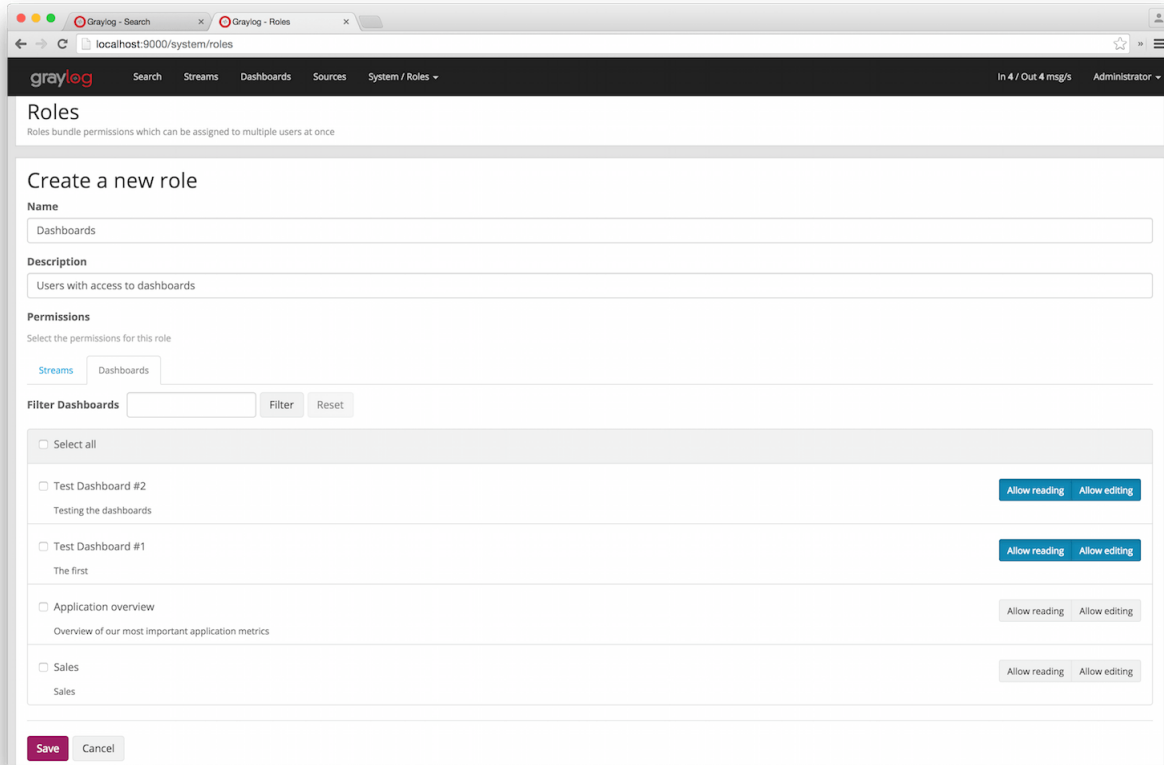 Graylog - Search
Graylog - Roles
localhost:9000/system/roles
graylog Search Streams Dashboards Sources System / Roles In 4 / Out 4 msg/s Administrator
Roles
Roles bundle permissions which can be assigned to multiple users at once
Create a new role
Name
Dashboards
Description
Users with access to dashboards
Permissions
Select the permissions for this role
Streams Dashboards
Filter Dashboards Filter Reset
Select all
Test Dashboard #2 Allow reading Allow editing
Testing the dashboards
Test Dashboard #1 Allow reading Allow editing
The first
Application overview Allow reading Allow editing
Overview of our most important application metrics
Sales Allow reading Allow editing
Sales
Save Cancel